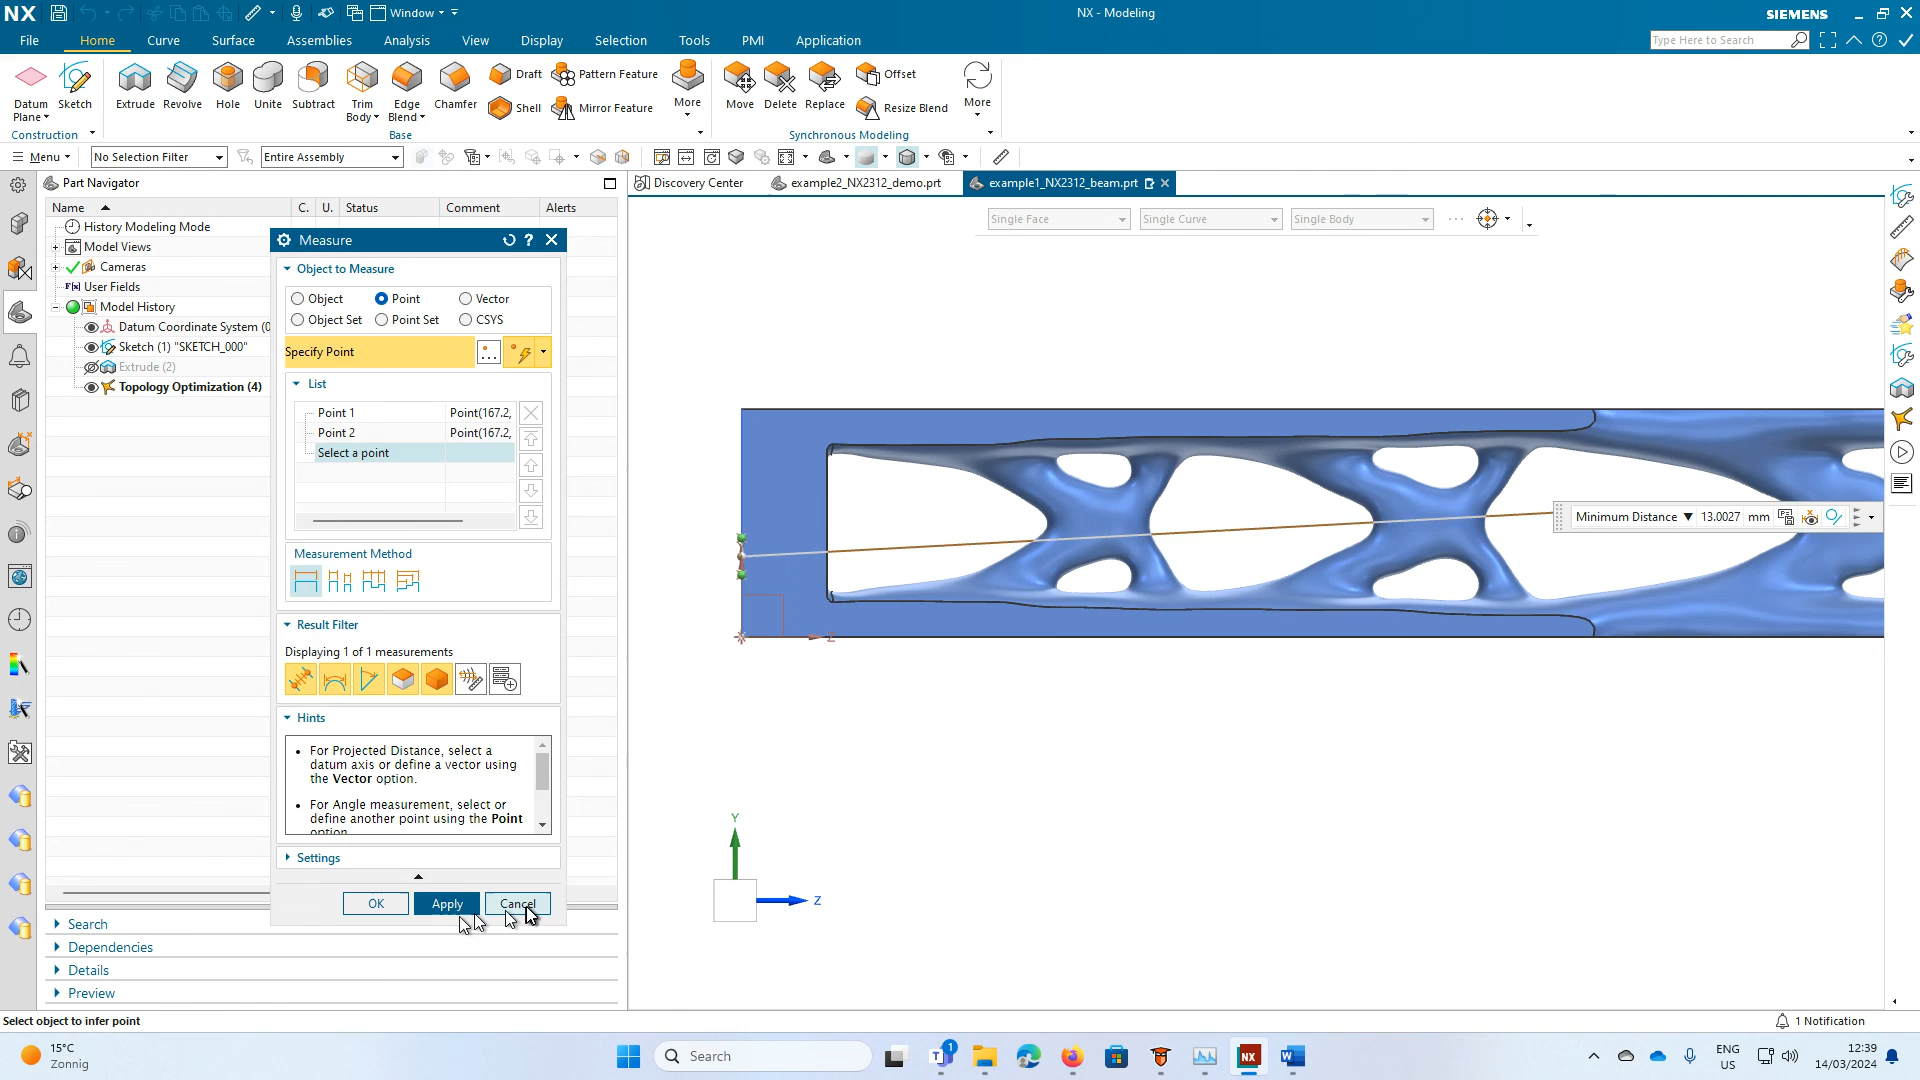 NX
Window
NX - Modeling
SIEMENS
File
Home
Curve
Surface
Assemblies
Analysis
View
Display
Selection
Tools
PMI
Application
Type Here to Search
Datum Plane
Sketch
Extrude
Revolve
Hole
Unite
Subtract
Trim Body
Edge Blend
Chamfer
Draft
Shell
Pattern Feature
Mirror Feature
More
Move
Delete
Replace
Offset
Resize Blend
More
Construction
Base
Synchronous Modeling
Menu
No Selection Filter
Entire Assembly
Part Navigator
Discovery Center
example2_NX2312_demo.prt
example1_NX2312_beam.prt
Name
C.
U.
Status
Comment
Alerts
Single Face
Single Curve
Single Body
History Modeling Mode
Model Views
Cameras
User Fields
Model History
Datum Coordinate System (0
Sketch (1) "SKETCH_000"
Extrude (2)
Topology Optimization (4)
Measure
?
Object to Measure
Object
Point
Vector
Object Set
Point Set
CSYS
Specify Point
List
Point 1
Point(167.2,
Point 2
Point(167.2,
Select a point
Measurement Method
Result Filter
Displaying 1 of 1 measurements
Hints
• For Projected Distance, select a
datum axis or define a vector using
the Vector option.
• For Angle measurement, select or
define another point using the Point
option
Settings
OK
Apply
Cancel
Minimum Distance
13.0027
mm
Z
Y
Z
Search
Dependencies
Details
Preview
Select object to infer point
1 Notification
15°C
Zonnig
Search
1
NX
ENG
US
12:39
14/03/2024